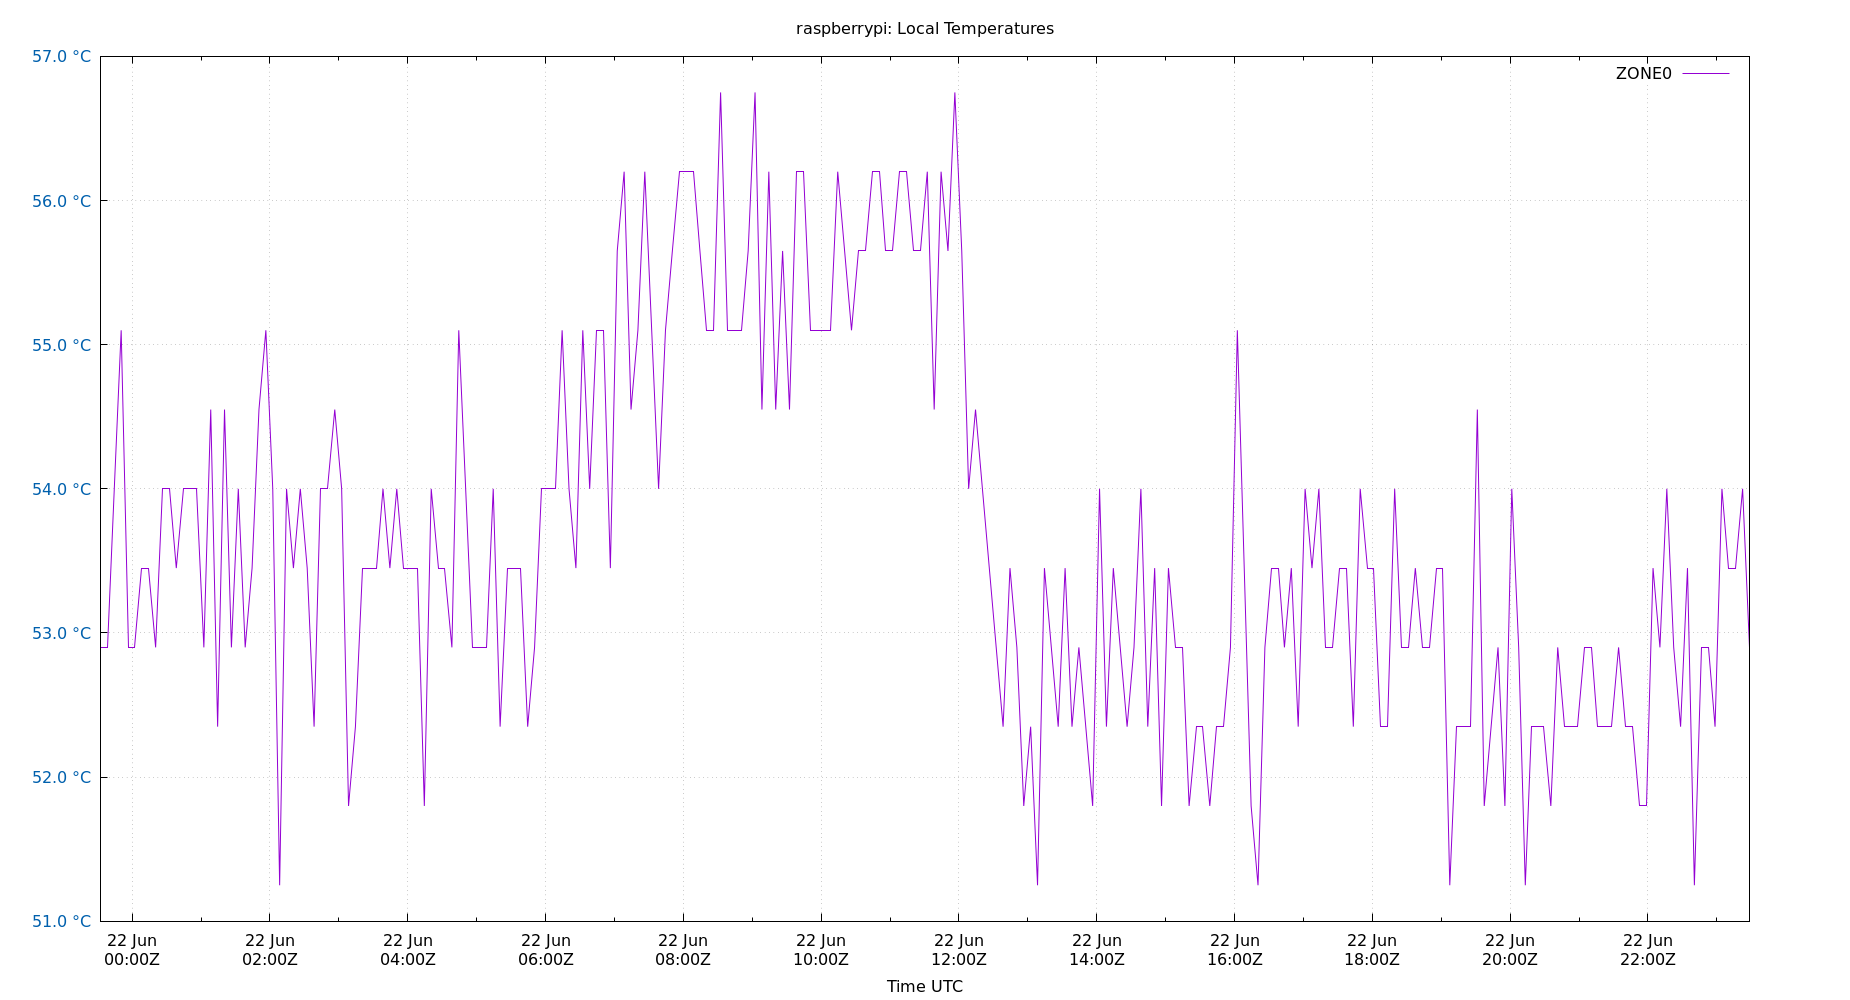 raspberrypi: Local Temperatures
57.0 °C
ZONE0
56.0 °C
55.0 °C
54.0 °C
53.0 °C
52.0 °C
51.0 °C
22 Jun 22 Jun 22 Jun 22 Jun 22 Jun 22 Jun 22 Jun 22 Jun 22 Jun 22 Jun 22 Jun 22 Jun
00:00Z 02:00Z 04:00Z 06:00Z 08:00Z 10:00Z 12:00Z 14:00Z 16:00Z 18:00Z 20:00Z 22:00Z
Time UTC